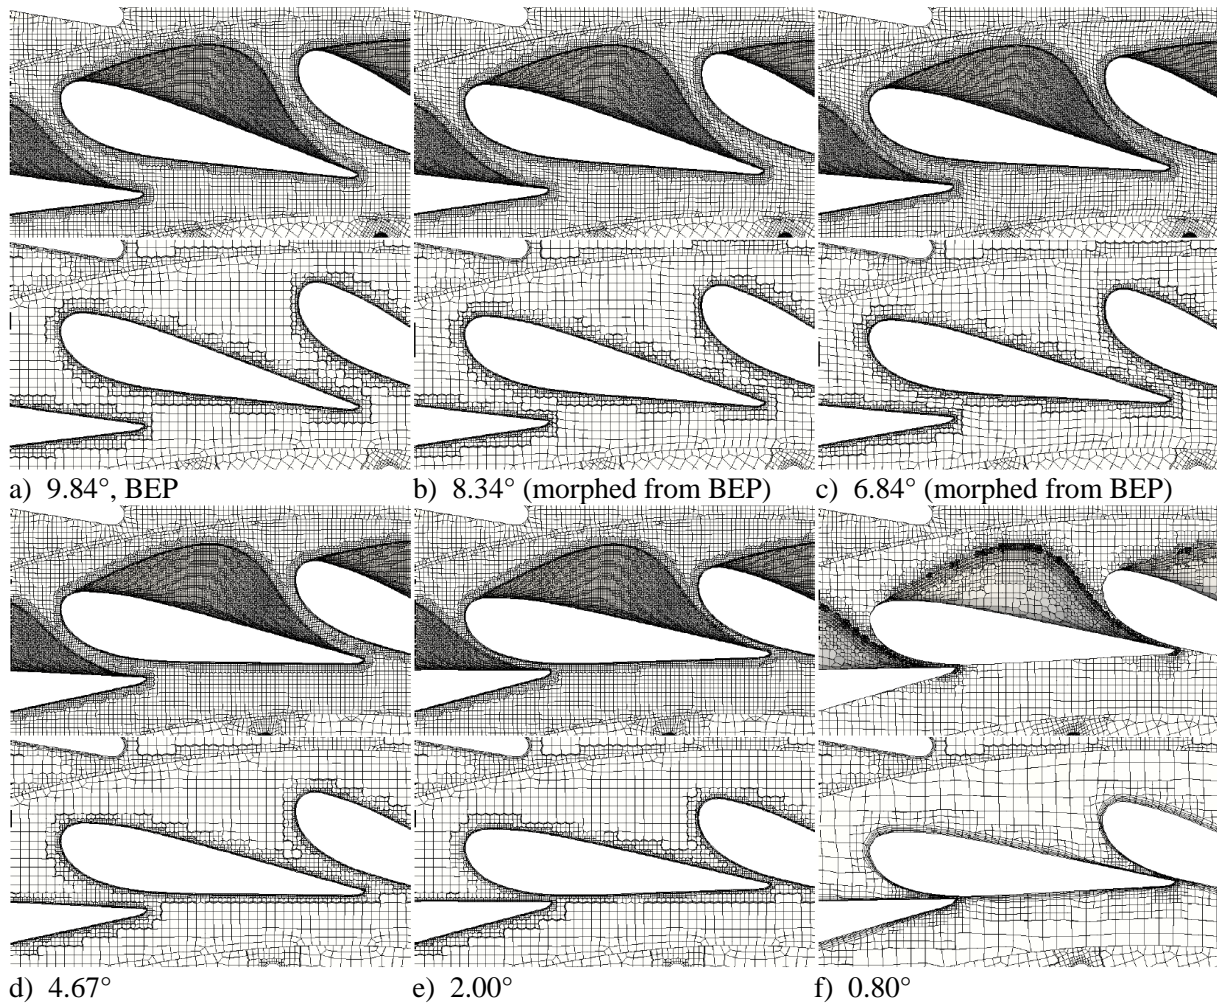 a) 9.84°, BEP
b) 8.34° (morphed from BEP)
c) 6.84° (morphed from BEP)
d) 4.67°
e) 2.00°
f) 0.80°